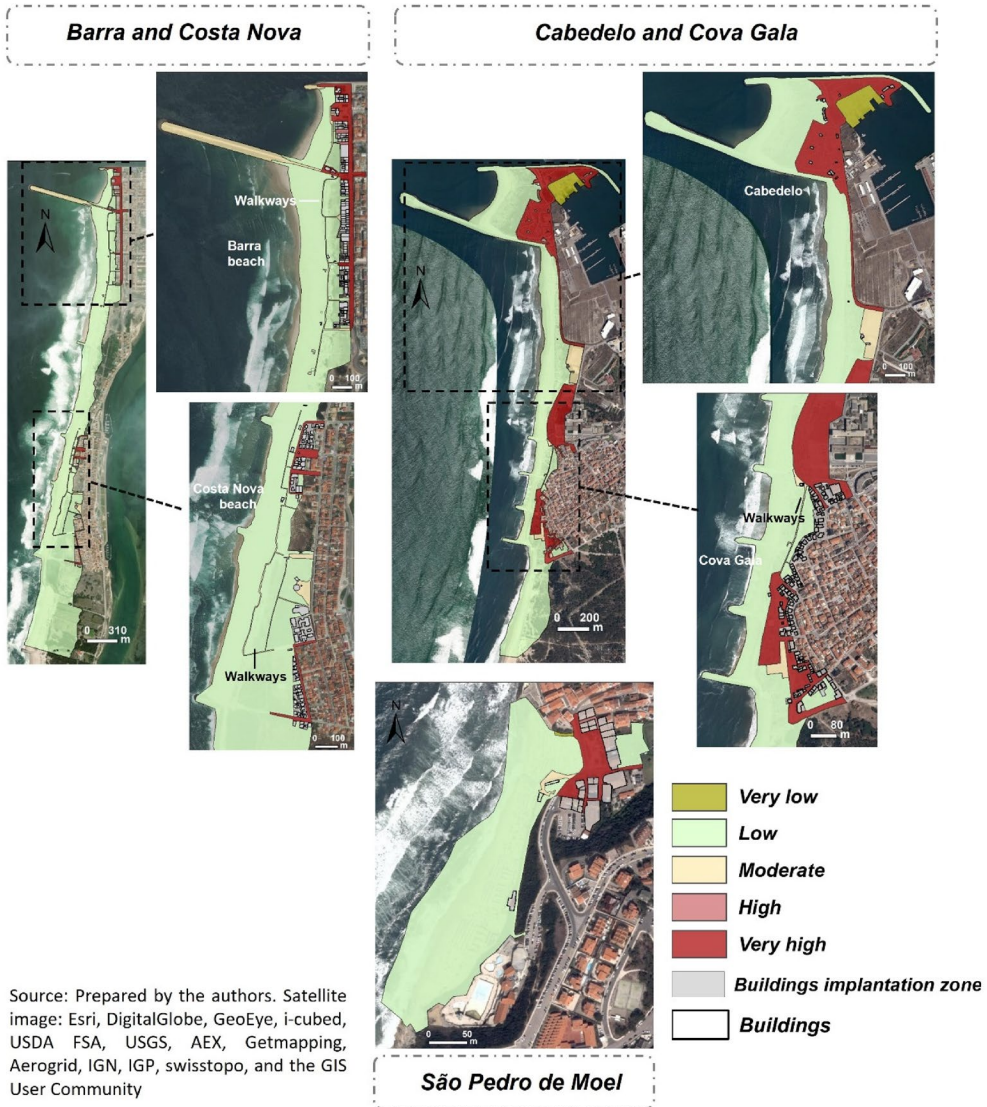 Barra and Costa Nova
Cabedelo and Cova Gala
N
Walkways
Barra
beach
0 100
m
0 310
m
Costa Nova
beach
Walkways
0 100
m
N
0 200
m
Cabedelo
0 100
m
Walkways
Cova Gala
0 80
m
N
0 50
m
Very low
Low
Moderate
High
Very high
Buildings implantation zone
Buildings
Source: Prepared by the authors. Satellite
image: Esri, DigitalGlobe, GeoEye, i-cubed,
USDA FSA, USGS, AEX, Getmapping,
Aerogrid, IGN, IGP, swisstopo, and the GIS
User Community
São Pedro de Moel